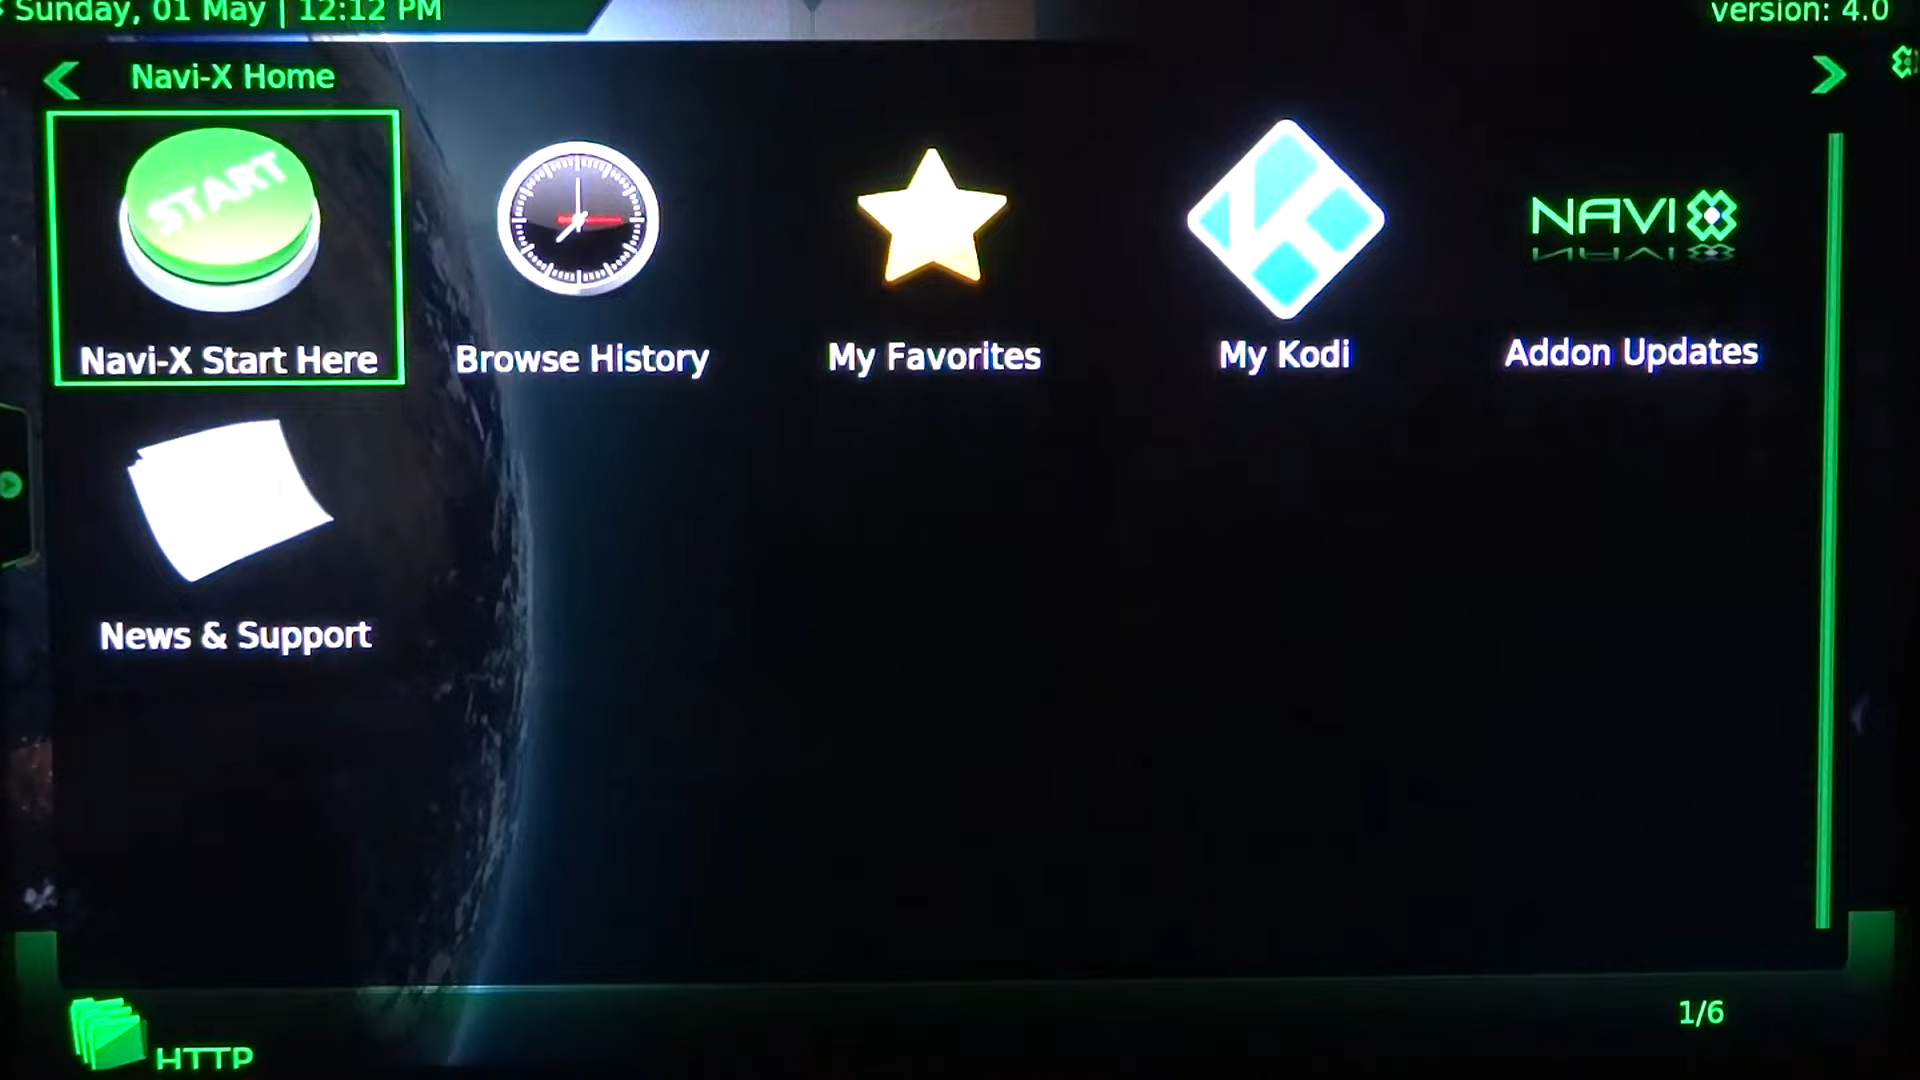 Sunday, 01 May | 12:12 PM
version: 4.0
Navi-X Home
START
NAVI
Navi-X Start Here
Browse History
My Favorites
My Kodi
Addon Updates
News & Support
1/6
HTTP